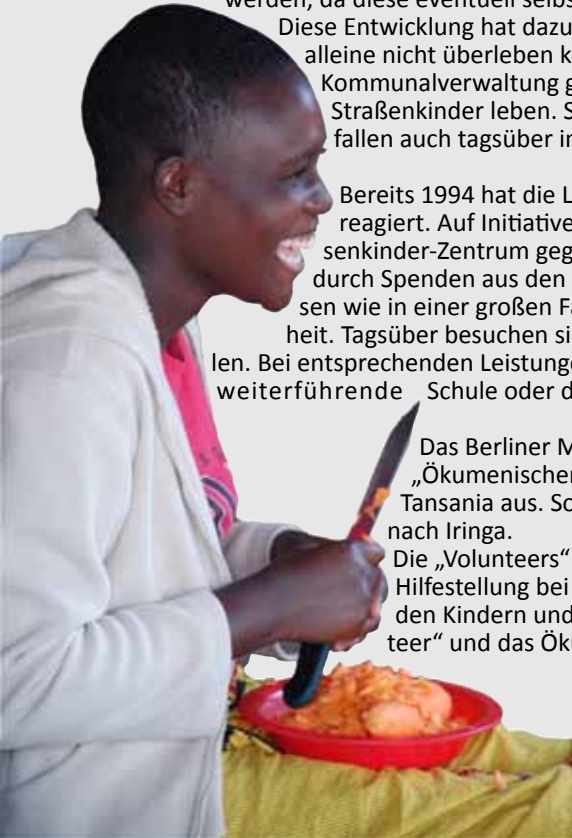 werden, da diese eventuell selbs
Diese Entwicklung hat dazu
alleine nicht überleben k
Kommunalverwaltung g
Straßenkinder leben. S
fallen auch tagsüber in
Bereits 1994 hat die L
reagiert. Auf Initiative
senkinder-Zentrum geg
durch Spenden aus den
sen wie in einer großen Fa
heit. Tagsüber besuchen si
len. Bei entsprechenden Leistunge
weiterführende Schule oder d
Das Berliner M
„Ökumenischer
Tansania aus. So
nach Iringa.
Die „Volunteers“
Hilfestellung bei
den Kindern und
teer“ und das Öku